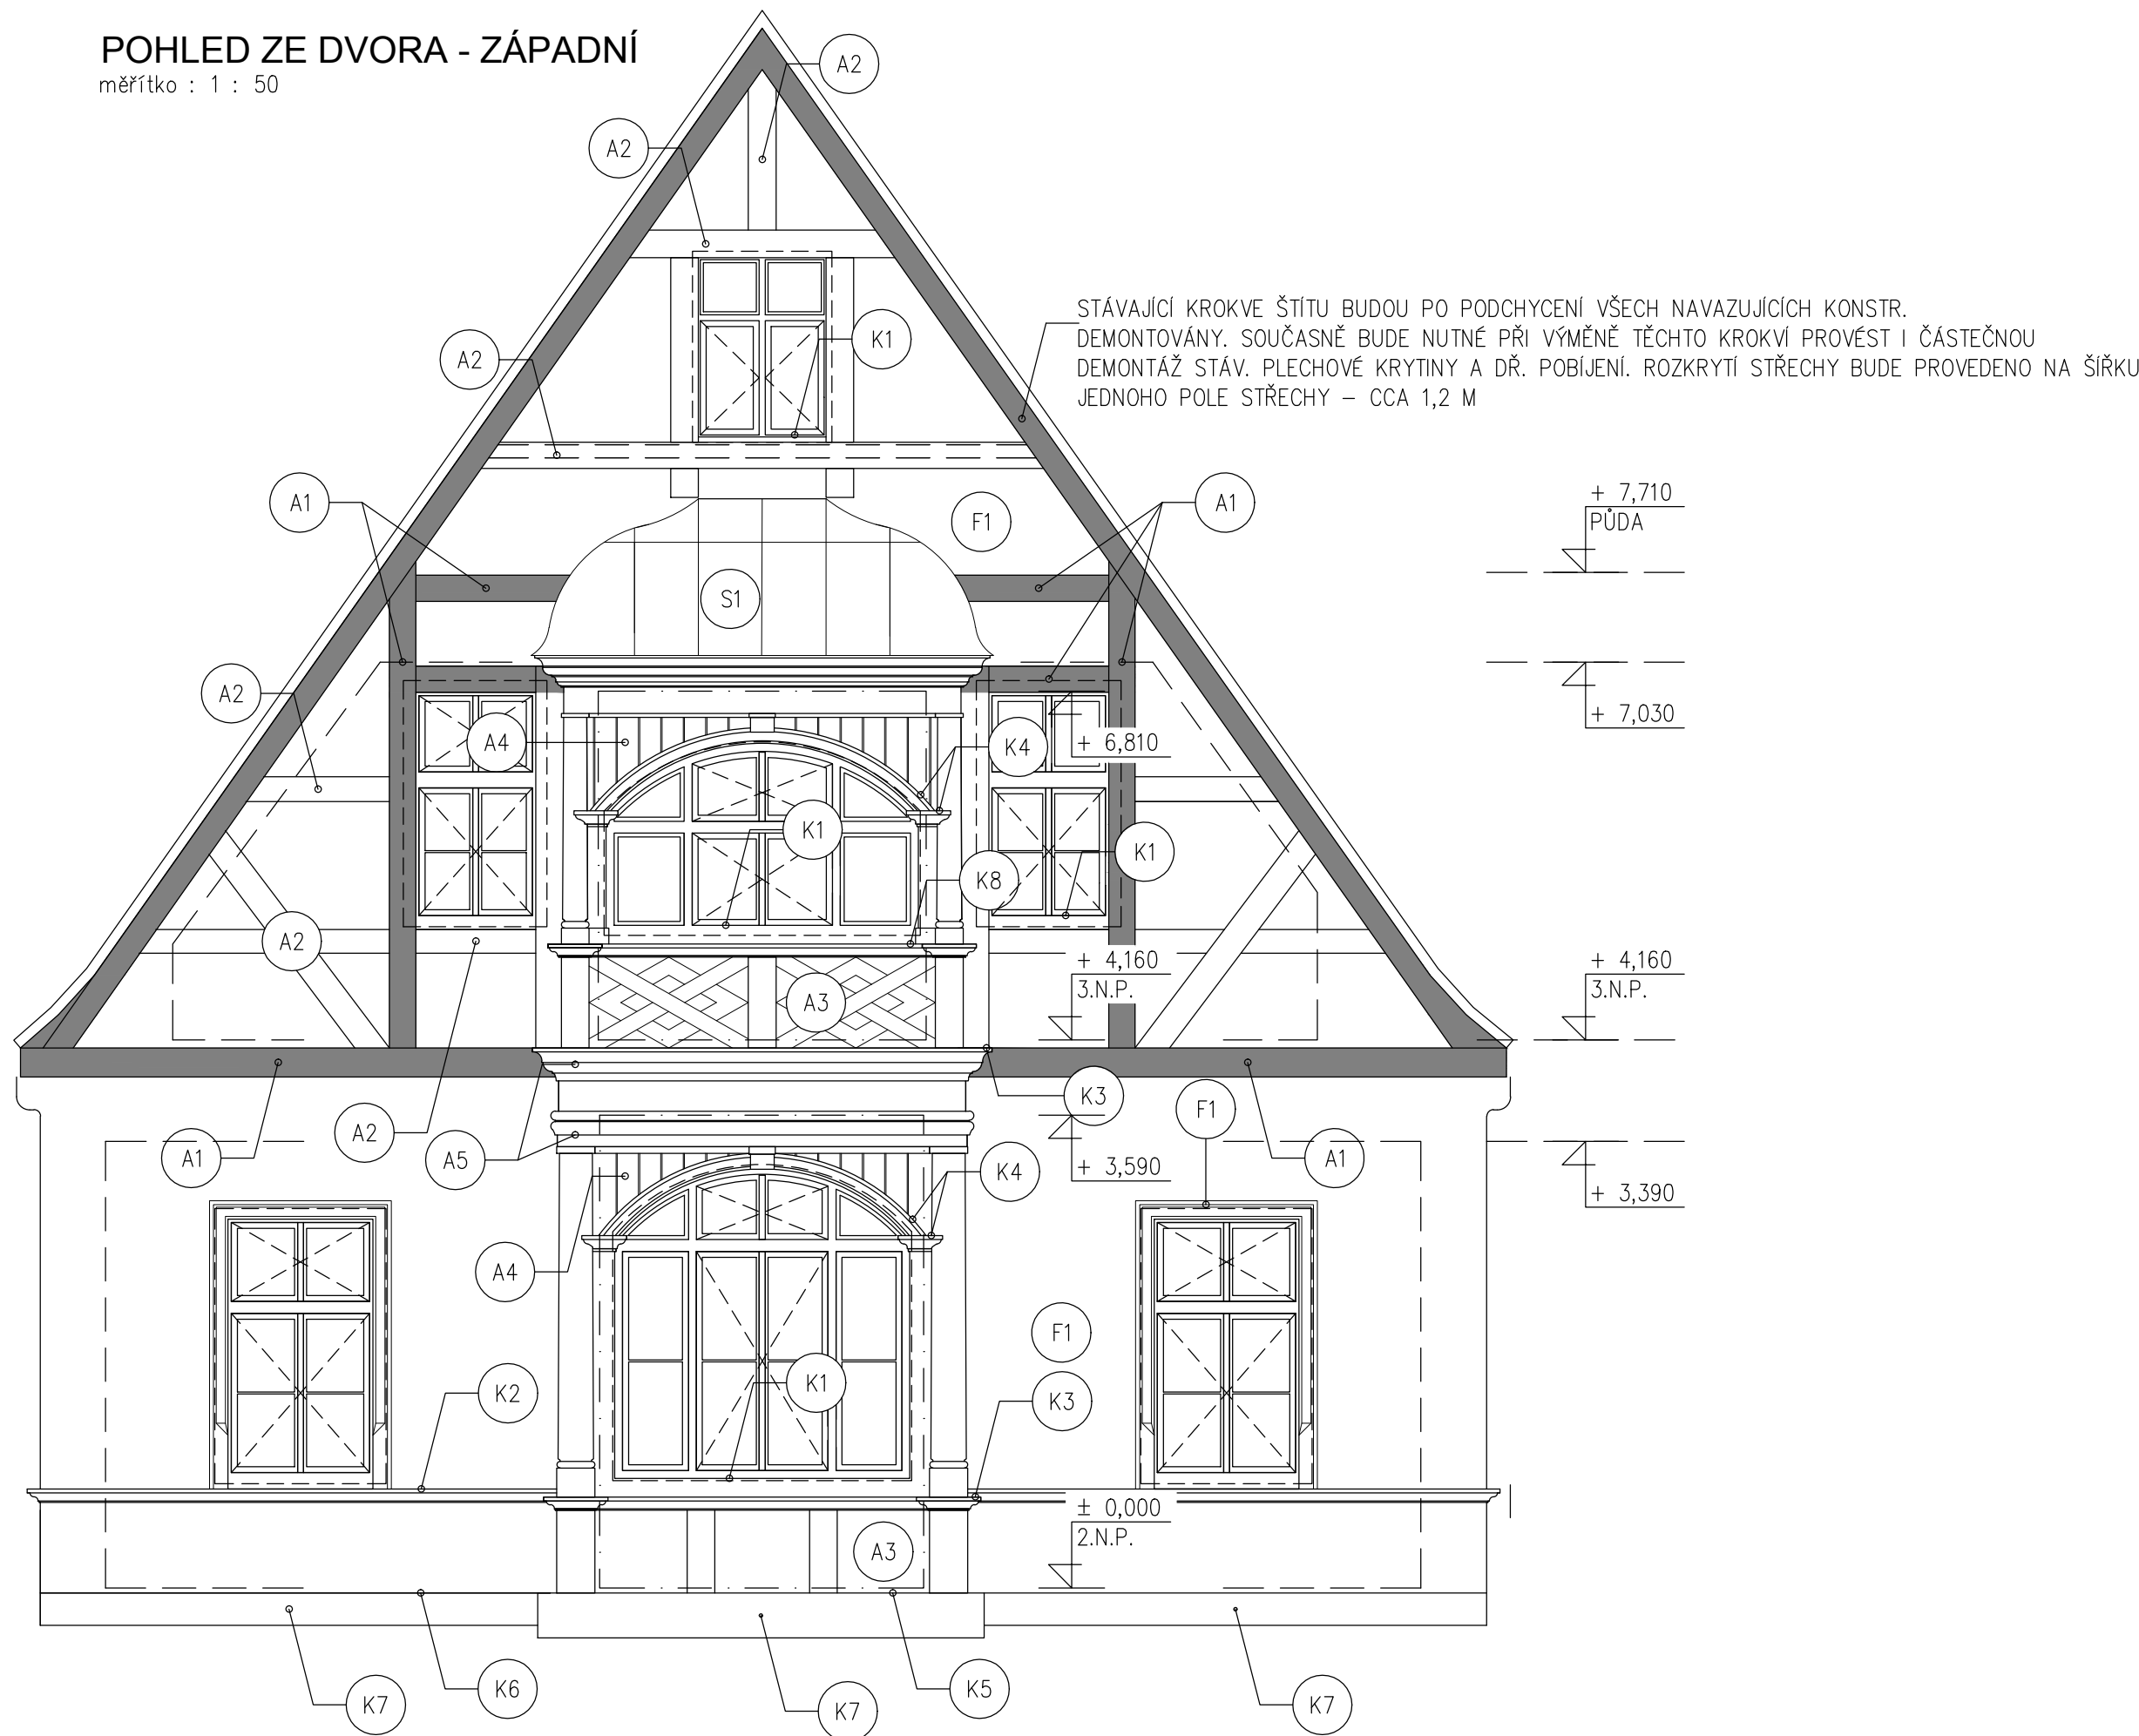 POHLED ZE DVORA - ZÁPADNÍ
měřítko : 1 : 50
A2
A2
STÁVAJÍCÍ KROKVE ŠTÍTU BUDOU PO PODCHYCENÍ VŠECH NAVAZUJÍCÍCH KONSTR.
DEMONTOVÁNY. SOUČASNĚ BUDE NUTNÉ PŘI VÝMĚNĚ TĚCHTO KROKVÍ PROVÉST I ČÁSTEČNOU
DEMONTÁŽ STÁV. PLECHOVÉ KRYTINY A DŘ. POBÍJENÍ. ROZKRYTÍ STŘECHY BUDE PROVEDENO NA ŠÍŘKU
JEDNOHO POLE STŘECHY – CCA 1,2 M
K1
A2
A1
F1
A1
+ 7,710
PŮDA
S1
A2
+ 7,030
A4
K4
+ 6,810
K1
K1
K8
A2
A3
+ 4,160
3.N.P.
+ 4,160
3.N.P.
K3
F1
A1
A2
A5
K4
+ 3,590
A1
+ 3,390
A4
F1
K2
K1
K3
± 0,000
2.N.P.
A3
K7
K6
K7
K5
K7